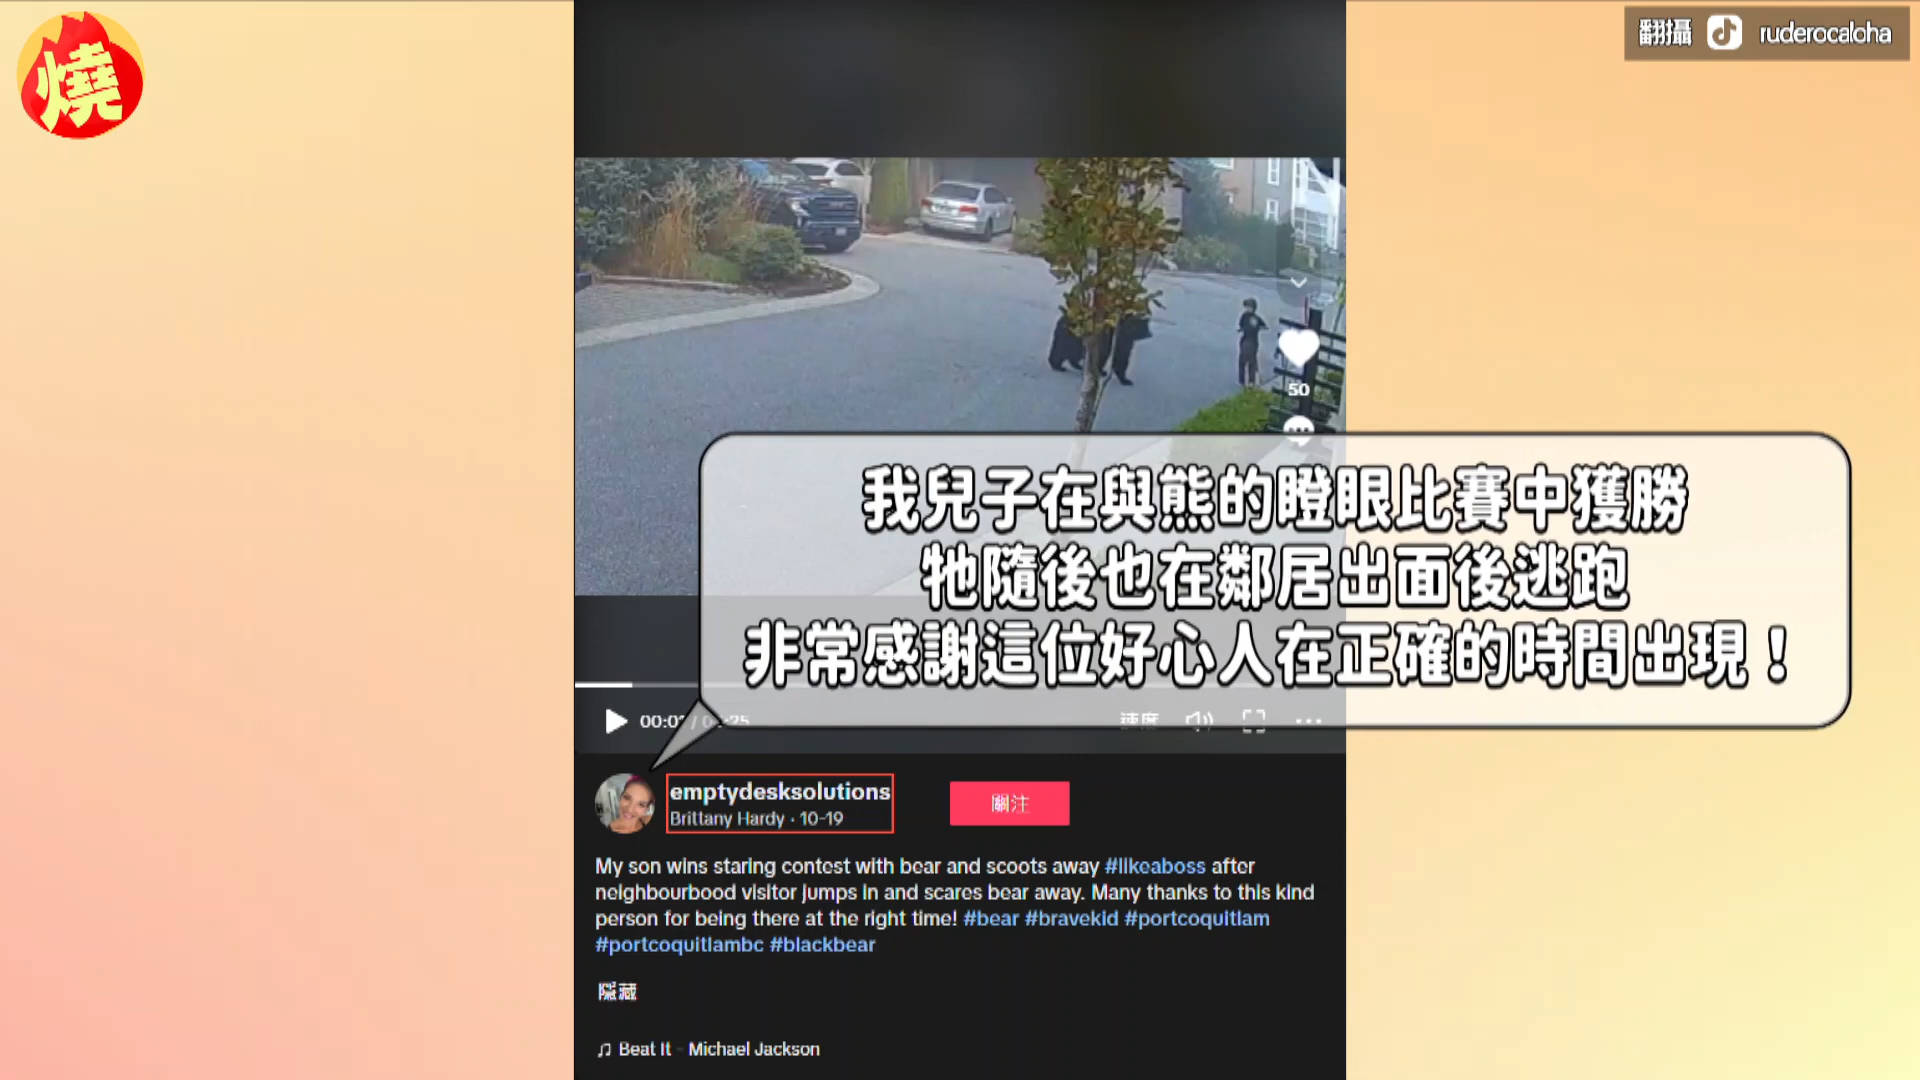 燒
翻攝 ruderocaloha
50
我兒子在與熊的瞪眼比賽中獲勝
牠隨後也在鄰居出面後逃跑
非常感謝這位好心人在正確的時間出現！
速度
emptydesksolutions
Brittany Hardy · 10-19
關注
My son wins staring contest with bear and scoots away #likeaboss after
neighbourbood visitor jumps in and scares bear away. Many thanks to this kind
person for being there at the right time! #bear #bravekid #portcoquitlam
#portcoquitlambc #blackbear
隱藏
♫ Beat It - Michael Jackson